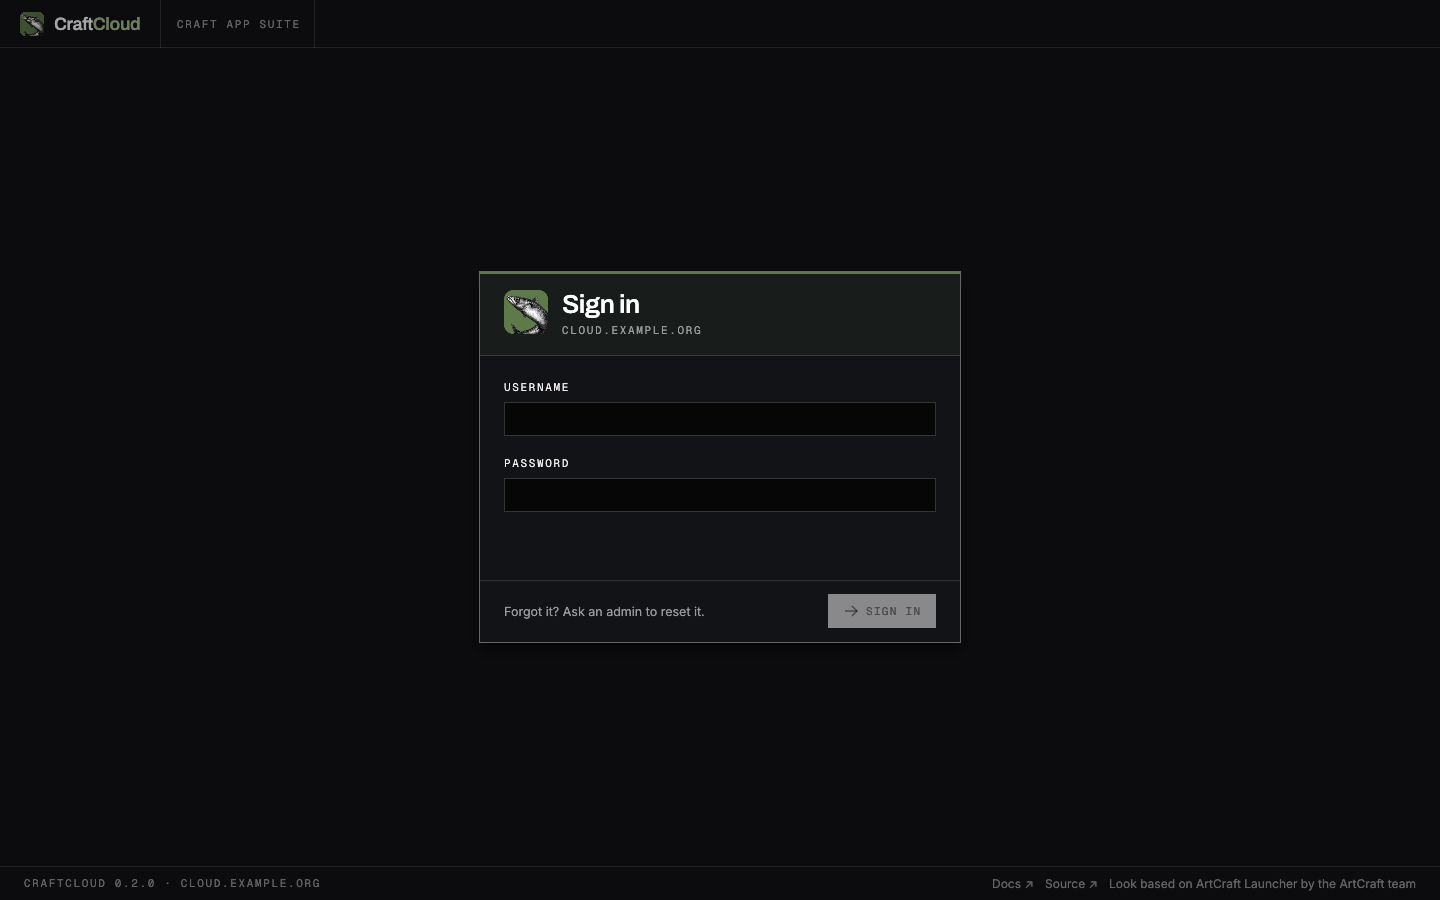 CraftCloud
CRAFT APP SUITE
Sign in
CLOUD.EXAMPLE.ORG
USERNAME
PASSWORD
Forgot it? Ask an admin to reset it.
→ SIGN IN
CRAFTCLOUD 0.2.0 · CLOUD.EXAMPLE.ORG
Docs ↗ Source ↗ Look based on ArtCraft Launcher by the ArtCraft team